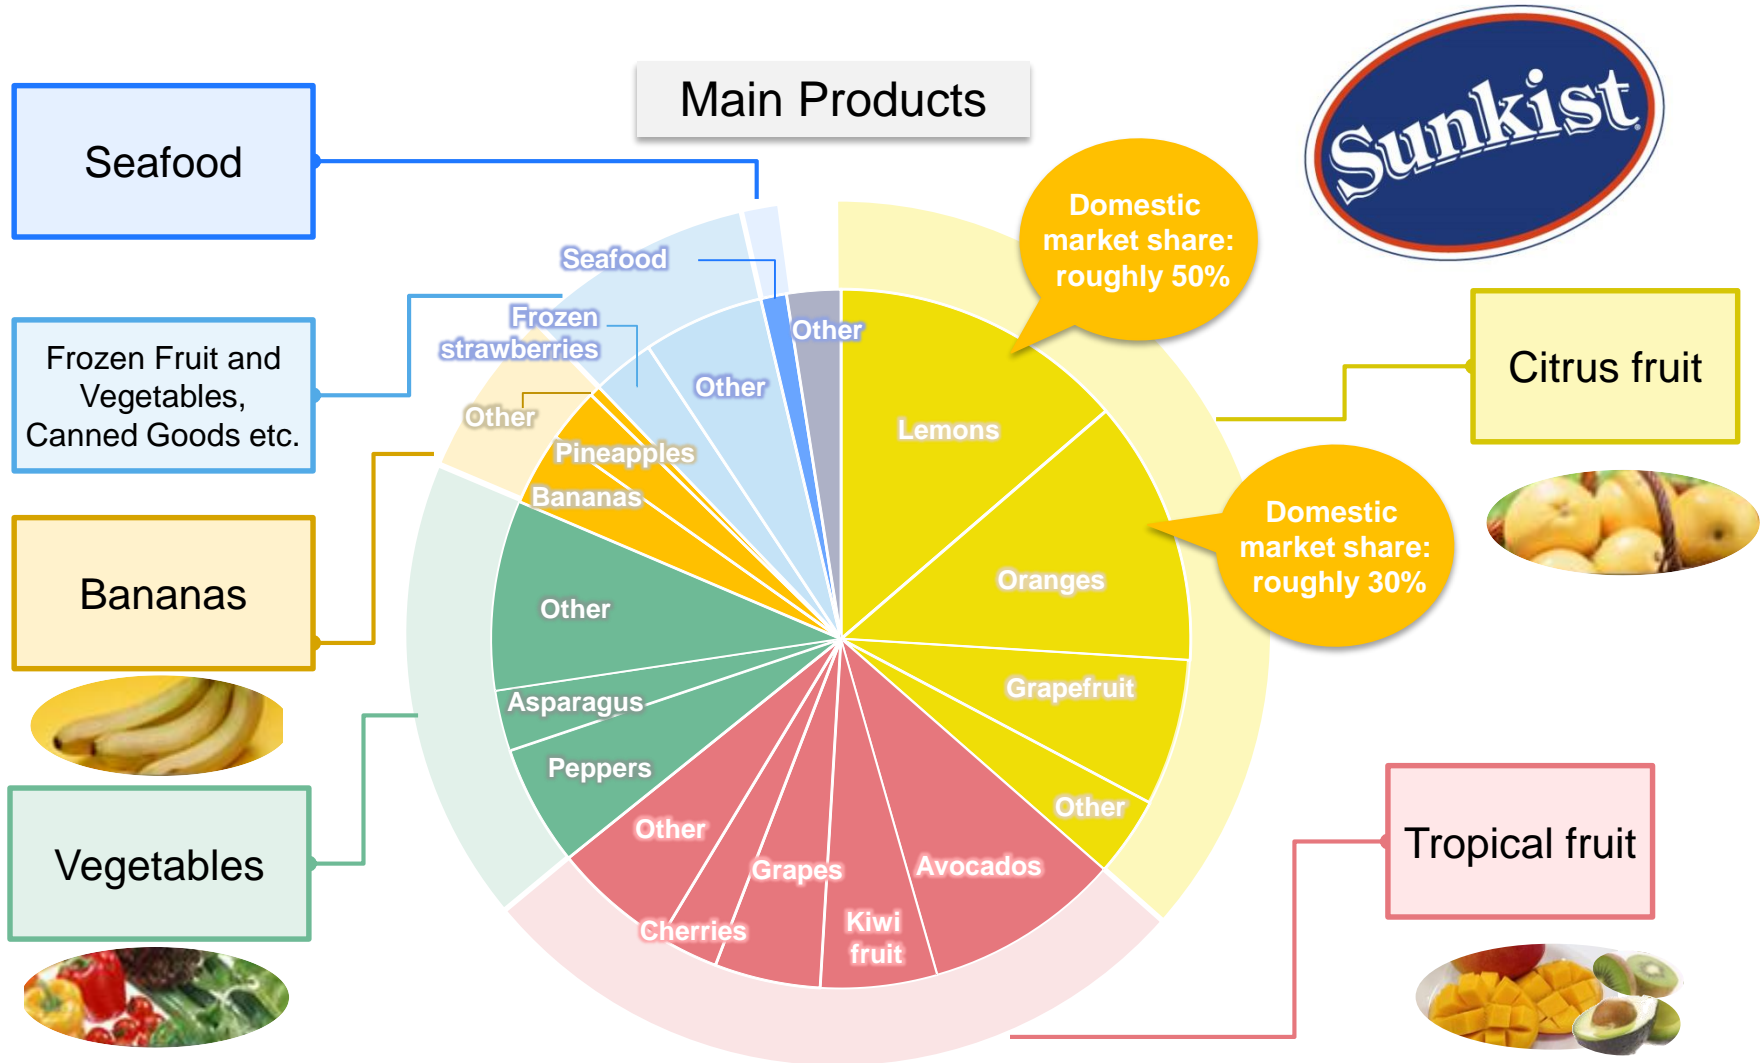 Main Products
Sunkist
Seafood
Frozen Fruit and
Vegetables,
Canned Goods etc.
Bananas
Vegetables
Citrus fruit
Tropical fruit
Domestic
market share:
roughly 50%
Domestic
market share:
roughly 30%
Lemons
Oranges
Grapefruit
Other
Avocados
Kiwi
fruit
Grapes
Cherries
Other
Peppers
Asparagus
Other
Bananas
Pineapples
Other
Frozen
strawberries
Other
Seafood
Other